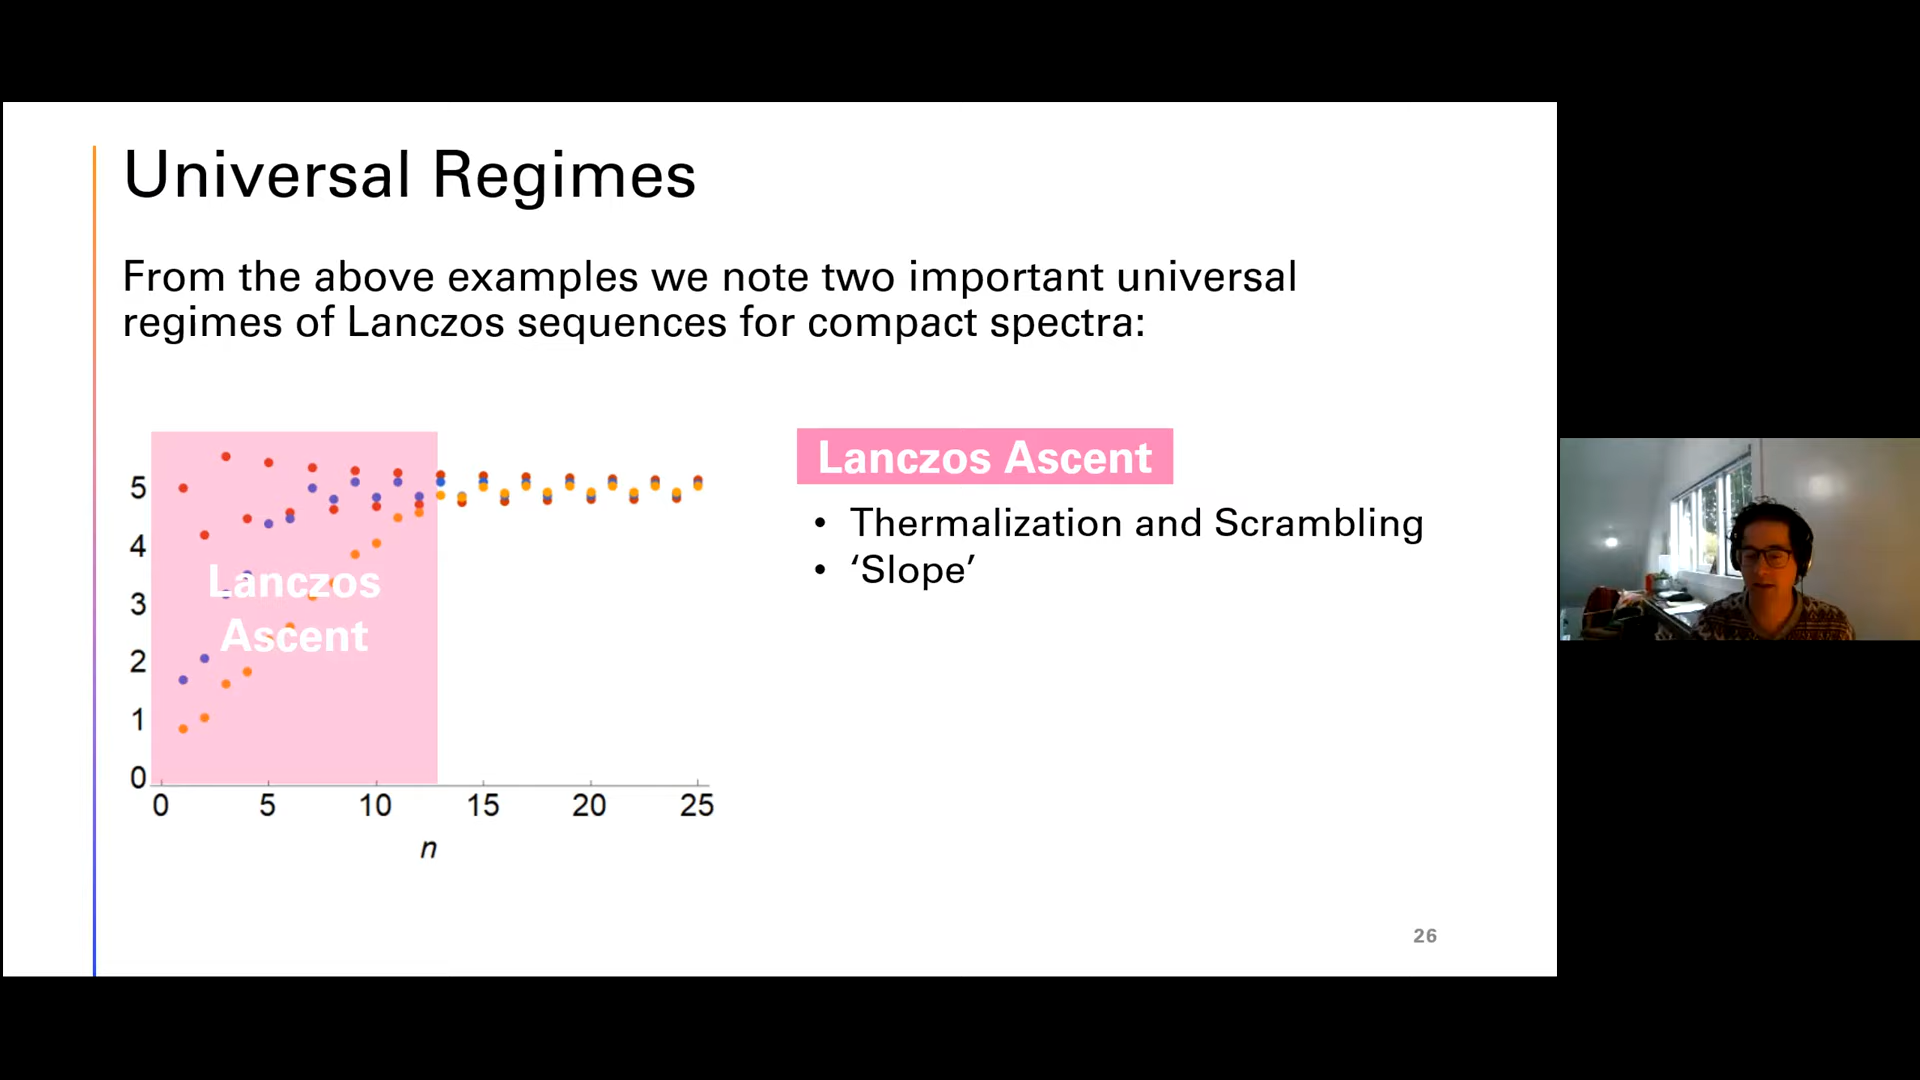 Universal Regimes
From the above examples we note two important universal
regimes of Lanczos sequences for compact spectra:
5
4
3
2
1
0
Lanczos
Ascent
0 5 10 15 20 25
n
Lanczos Ascent
• Thermalization and Scrambling
• ‘Slope’
26